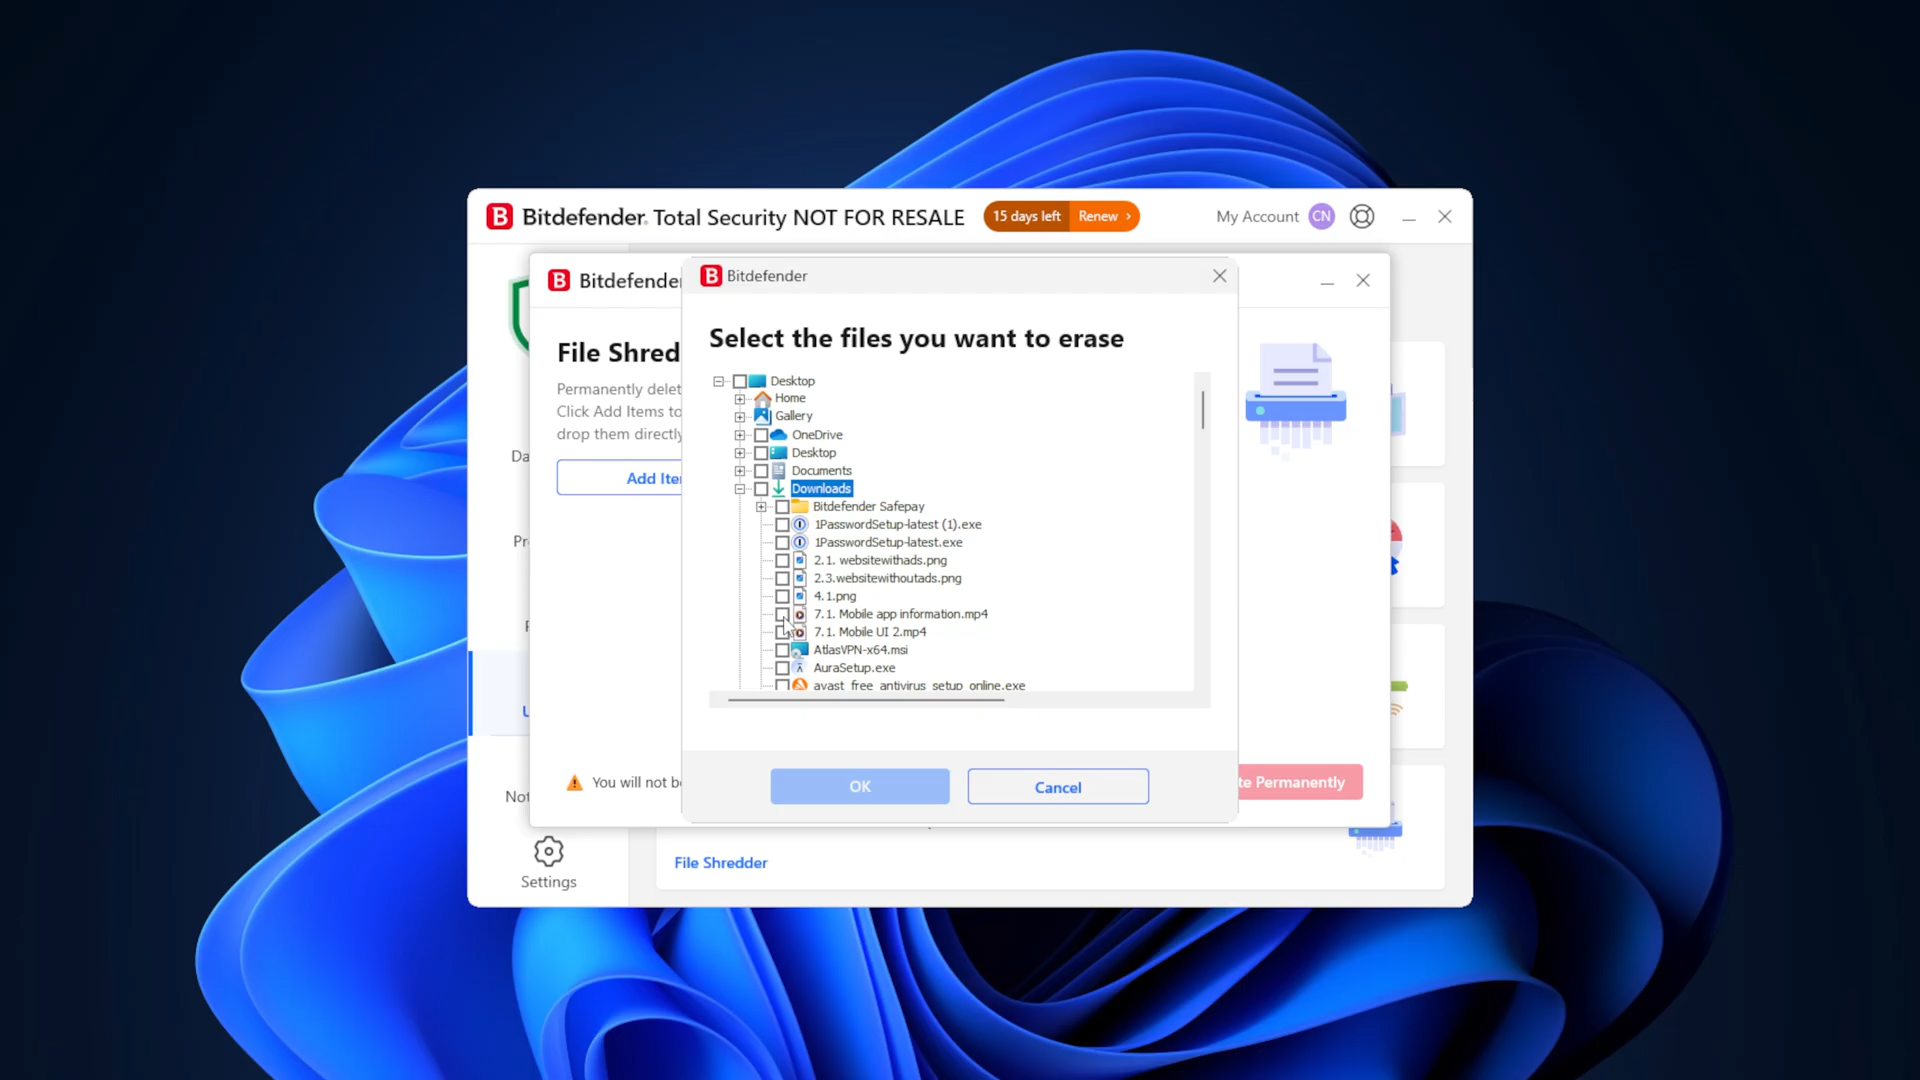 B Bitdefender. Total Security NOT FOR RESALE
15 days left Renew >
My Account CN
B Bitdefende
B Bitdefender
File Shred
Permanently delet
Click Add Items to
drop them directly
Add Ite
Select the files you want to erase
Desktop
Home
Gallery
OneDrive
Desktop
Documents
Downloads
Bitdefender Safepay
1PasswordSetup-latest (1).exe
1PasswordSetup-latest.exe
2.1. websitewithads.png
2.3.websitewithoutads.png
4.1.png
7.1. Mobile app information.mp4
7.1. Mobile UI 2.mp4
AtlasVPN-x64.msi
AuraSetup.exe
avast_free_antivirus_setup_online.exe
Da
Pr
Not
You will not b
OK
Cancel
te Permanently
Settings
File Shredder